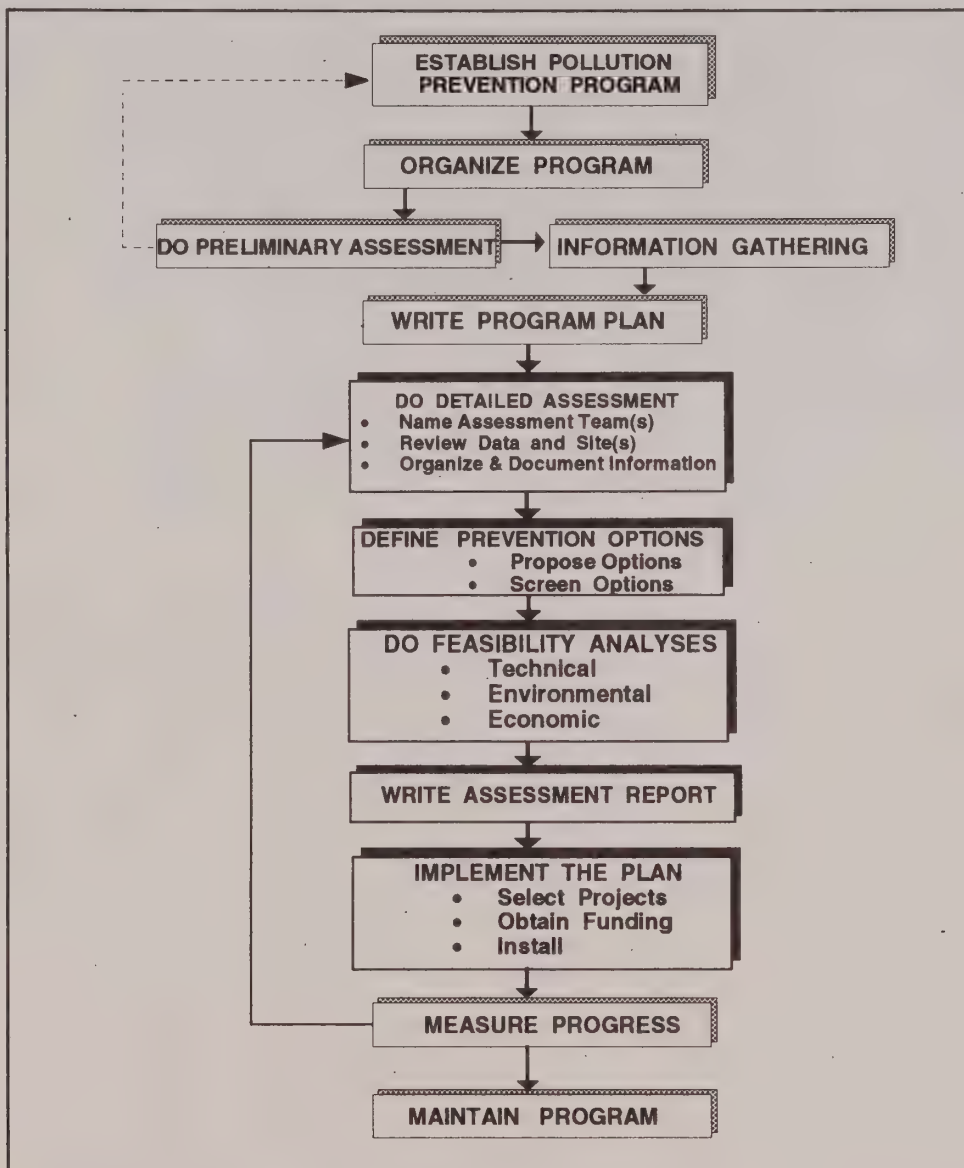 ESTABLISH POLLUTION
PREVENTION PROGRAM
ORGANIZE PROGRAM
DO PRELIMINARY ASSESSMENT
INFORMATION GATHERING
WRITE PROGRAM PLAN
DO DETAILED ASSESSMENT
• Name Assessment Team(s)
• Review Data and Site(s)
• Organize & Document Information
DEFINE PREVENTION OPTIONS
• Propose Options
• Screen Options
DO FEASIBILITY ANALYSES
• Technical
• Environmental
• Economic
WRITE ASSESSMENT REPORT
IMPLEMENT THE PLAN
• Select Projects
• Obtain Funding
• Install
MEASURE PROGRESS
MAINTAIN PROGRAM